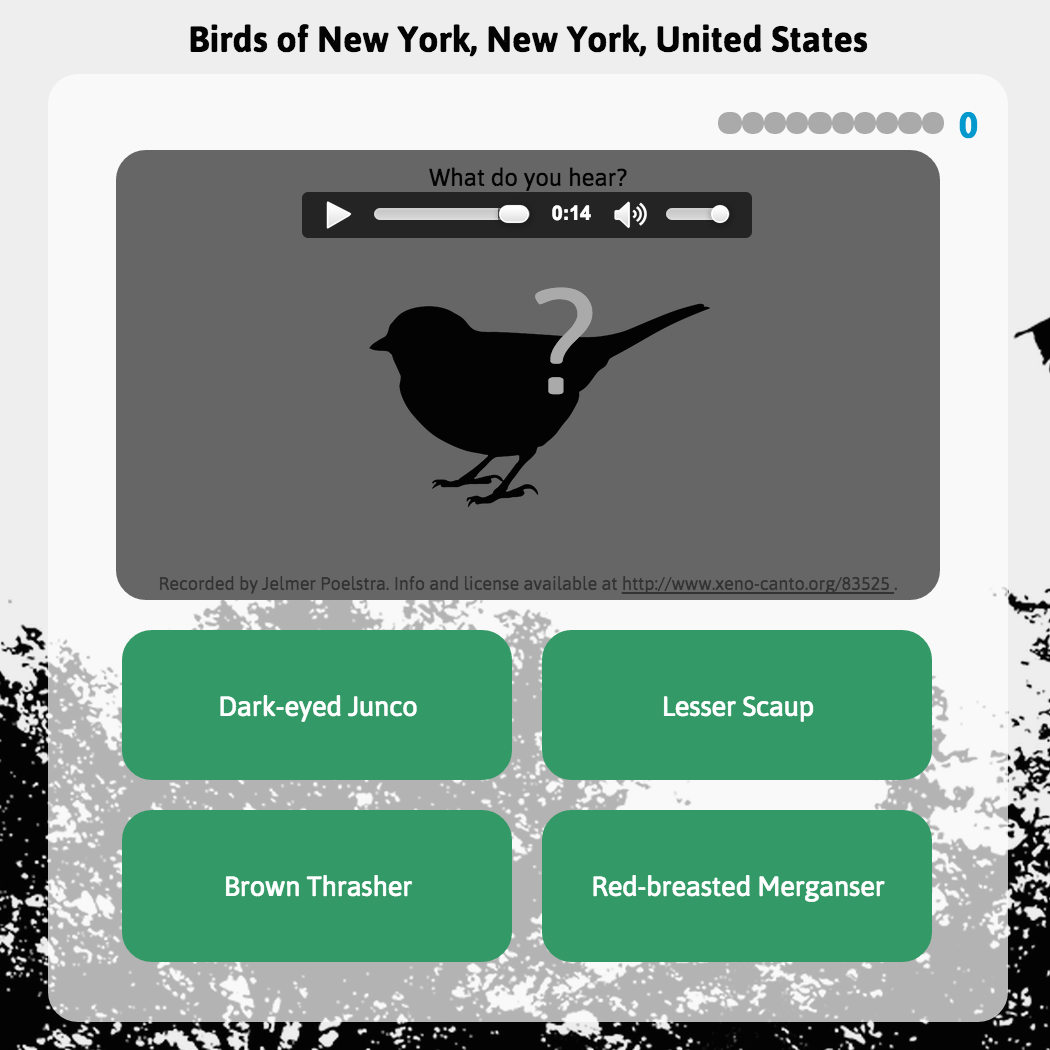 Birds of New York, New York, United States
0
What do you hear?
0:14
?
Recorded by Jelmer Poelstra. Info and license available at http://www.xeno-canto.org/83525 .
Dark-eyed Junco
Lesser Scaup
Brown Thrasher
Red-breasted Merganser